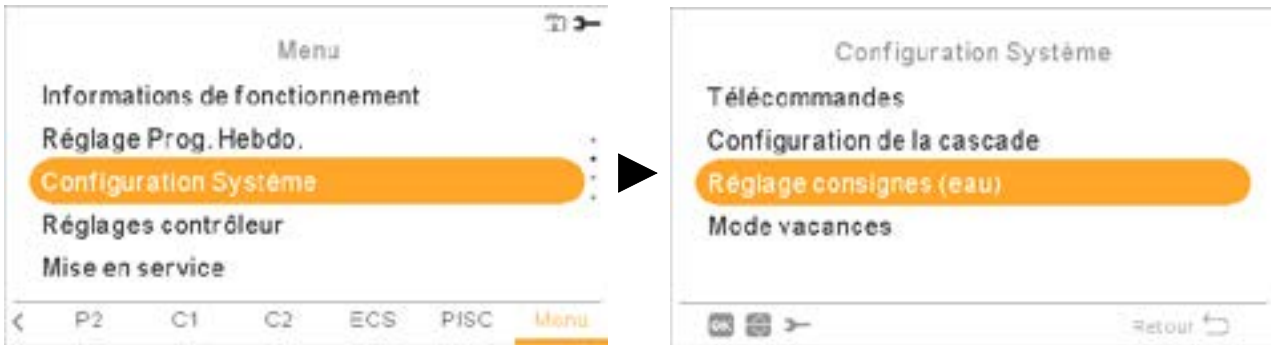 Menu
Informations de fonctionnement
Réglage Prog. Hebdo.
Configuration Système
Réglages contrôleur
Mise en service
P2 C1 C2 ECS PISC Menu
Configuration Système
Télécommandes
Configuration de la cascade
Réglage consignes (eau)
Mode vacances
OK Retour